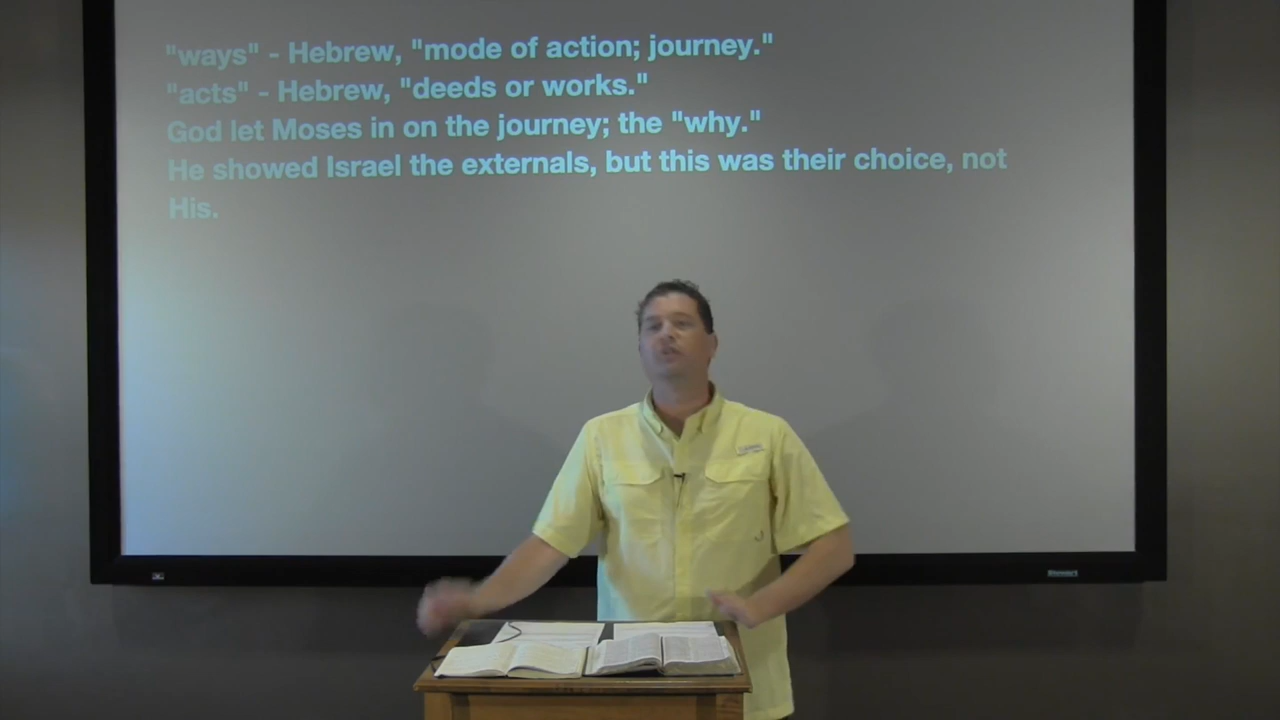 "ways" - Hebrew, "mode of action; journey."
"acts" - Hebrew, "deeds or works."
God let Moses in on the journey; the "why."
He showed Israel the externals, but this was their choice, not
His.